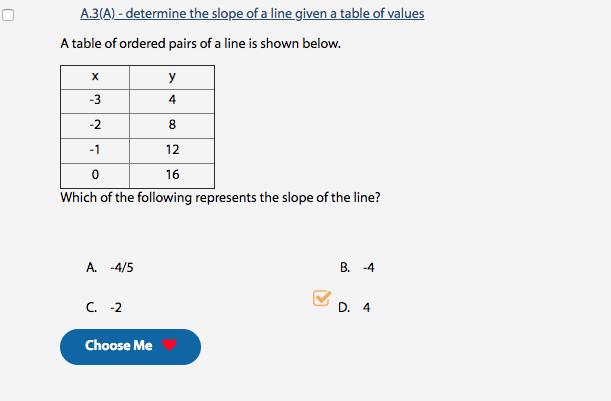 A.3(A) - determine the slope of a line given a table of values
A table of ordered pairs of a line is shown below.
x y
-3 4
-2 8
-1 12
0 16
Which of the following represents the slope of the line?
A. -4/5 B. -4
C. -2 D. 4
Choose Me